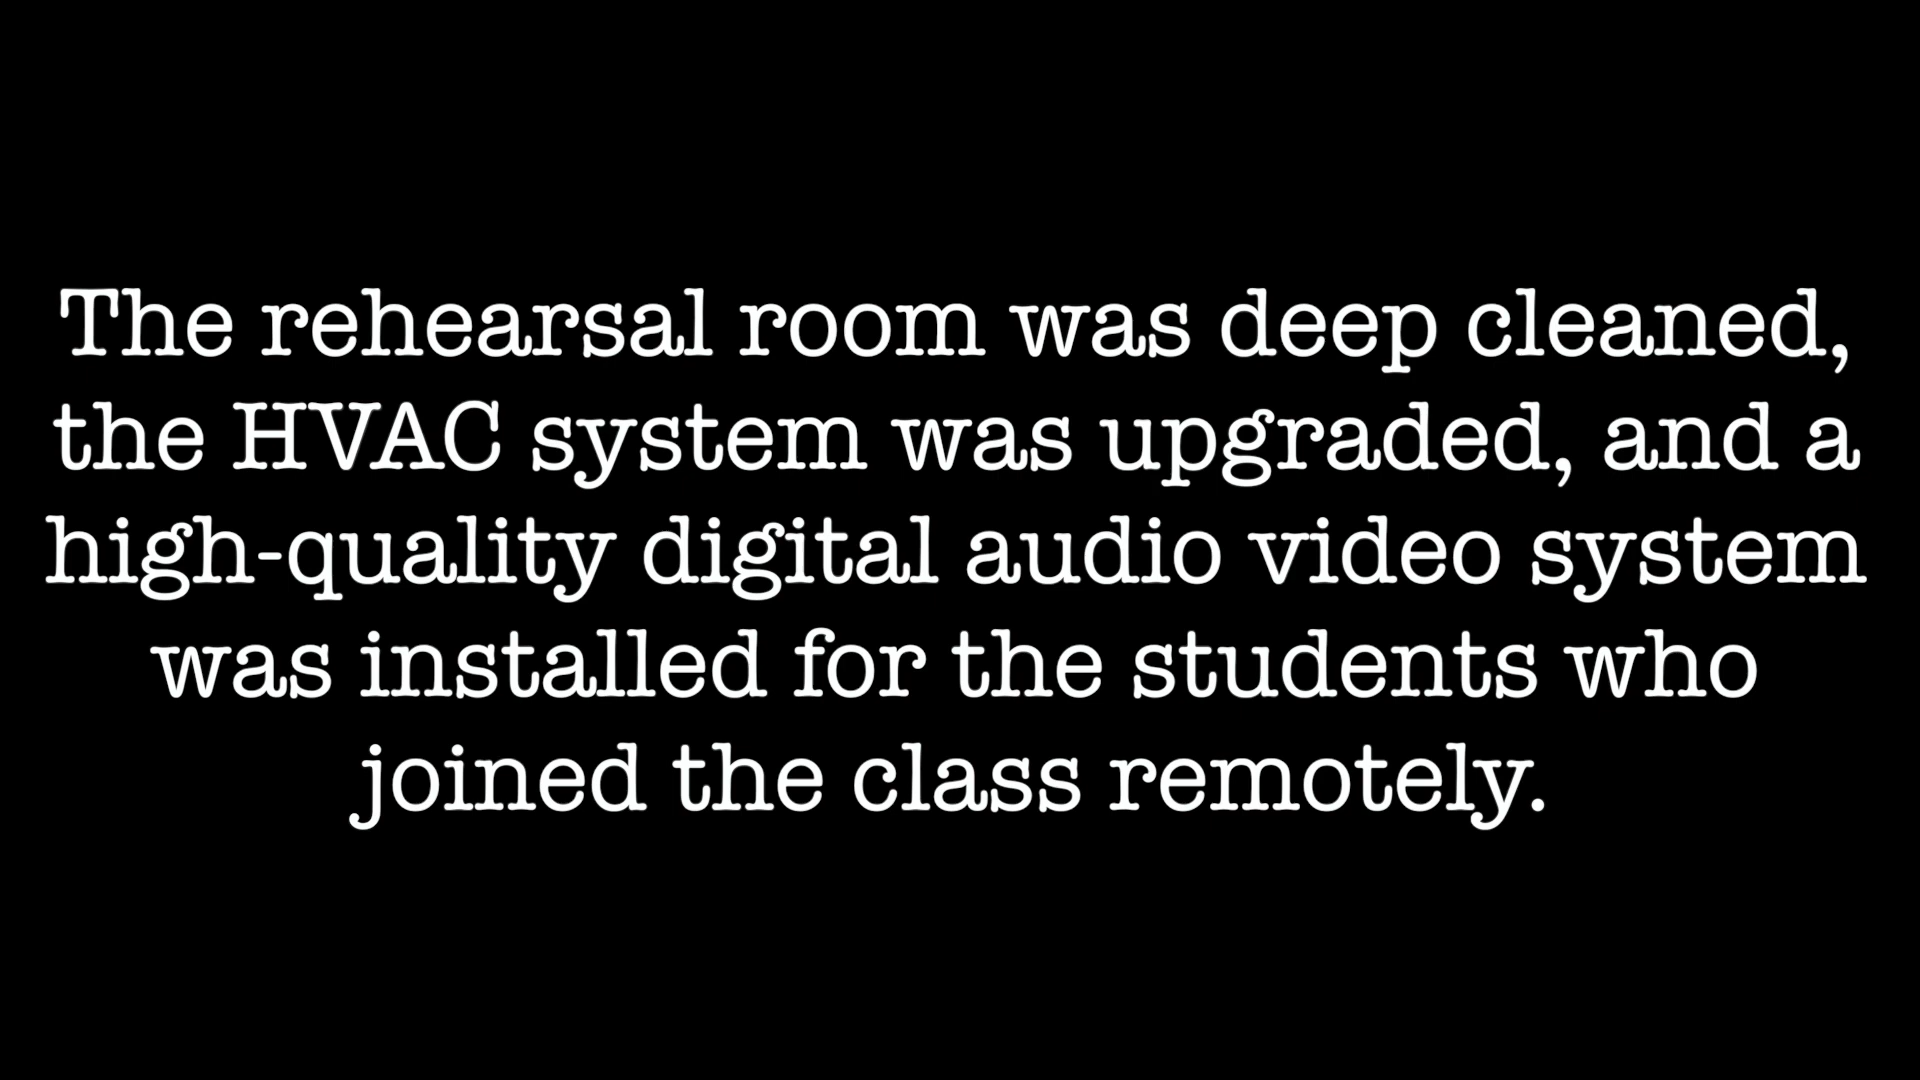 The rehearsal room was deep cleaned,
the HVAC system was upgraded, and a
high-quality digital audio video system
was installed for the students who
joined the class remotely.